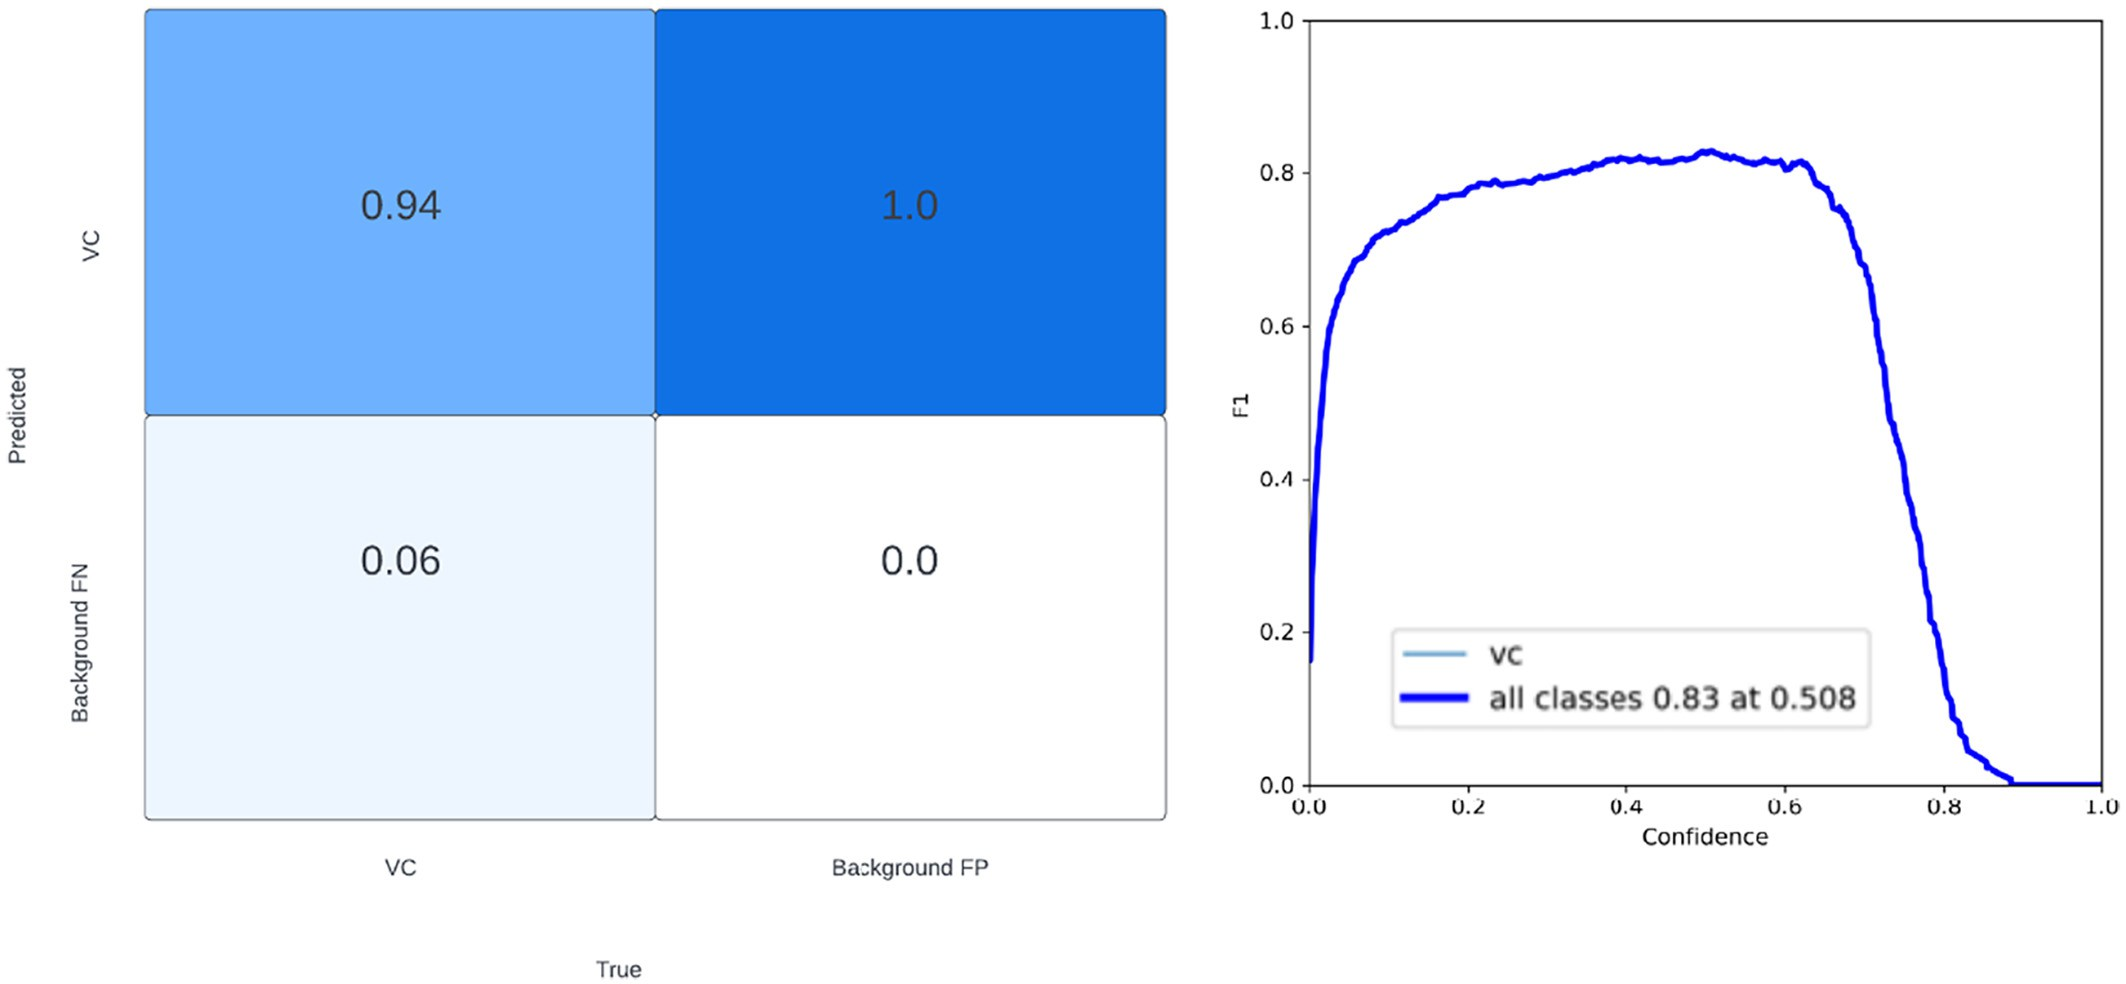 Predicted
VC
Background FN
0.94
1.0
0.06
0.0
VC
Background FP
True
1.0
0.8
0.6
0.4
0.2
0.0
F1
vc
all classes 0.83 at 0.508
0.0
0.2
0.4
0.6
0.8
1.0
Confidence